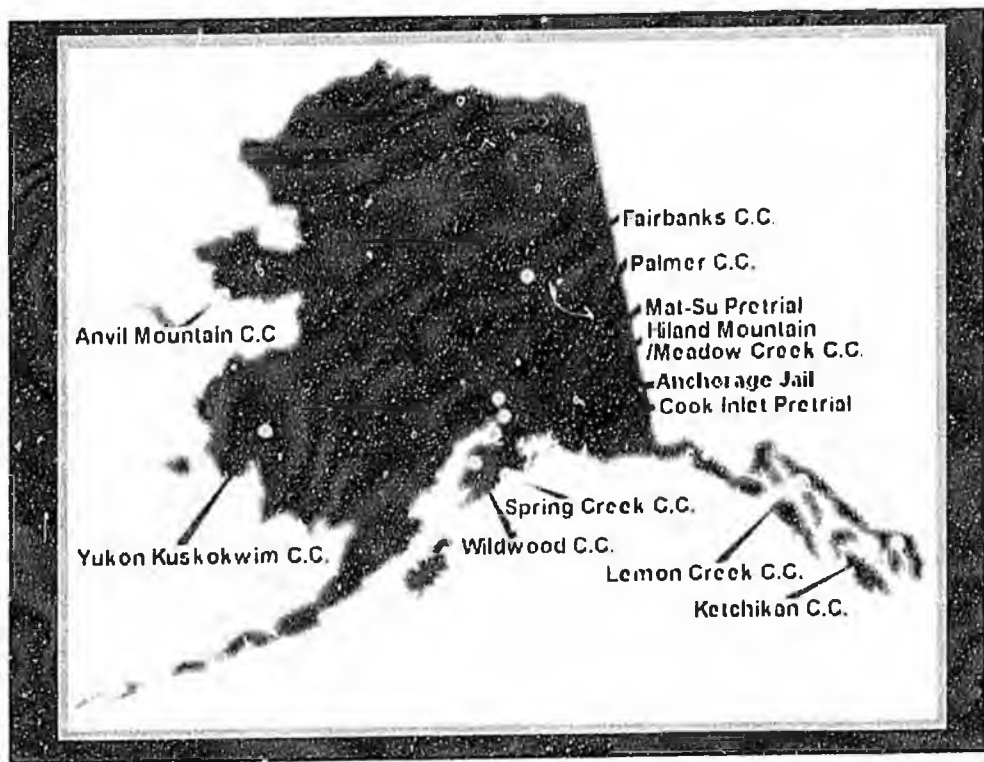 Fairbanks C.C.
Palmer C.C.
Mat-Su Pretrial
Hiland Mountain
/Meadow Creek C.C.
Anchorage Jail
Cook Inlet Pretrial
Anvil Mountain C.C
Spring Creek C.C.
Wildwood C.C.
Yukon Kuskokwim C.C.
Lemon Creek C.C.
Ketchikan C.C.